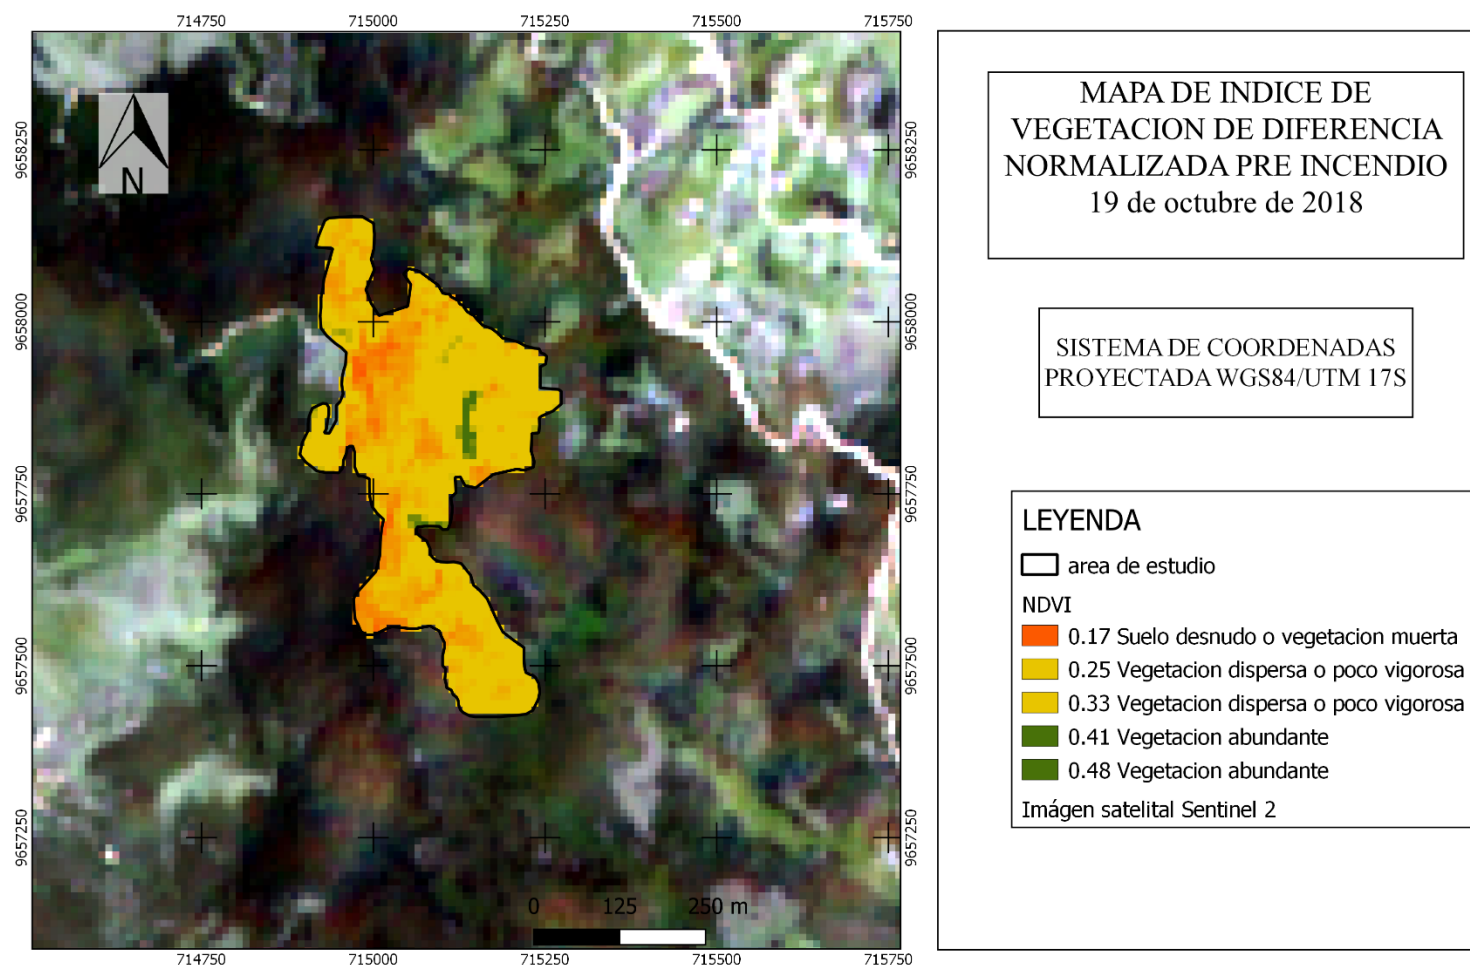 714750 715000 715250 715500 715750
9658250 9658250
9658000 9658000
9657750 9657750
9657500 9657500
9657250 9657250
N
0 125 250 m
714750 715000 715250 715500 715750
MAPA DE INDICE DE
VEGETACION DE DIFERENCIA
NORMALIZADA PRE INCENDIO
19 de octubre de 2018
SISTEMA DE COORDENADAS
PROYECTADA WGS84/UTM 17S
LEYENDA
area de estudio
NDVI
0.17 Suelo desnudo o vegetacion muerta
0.25 Vegetacion dispersa o poco vigorosa
0.33 Vegetacion dispersa o poco vigorosa
0.41 Vegetacion abundante
0.48 Vegetacion abundante
Imágen satelital Sentinel 2